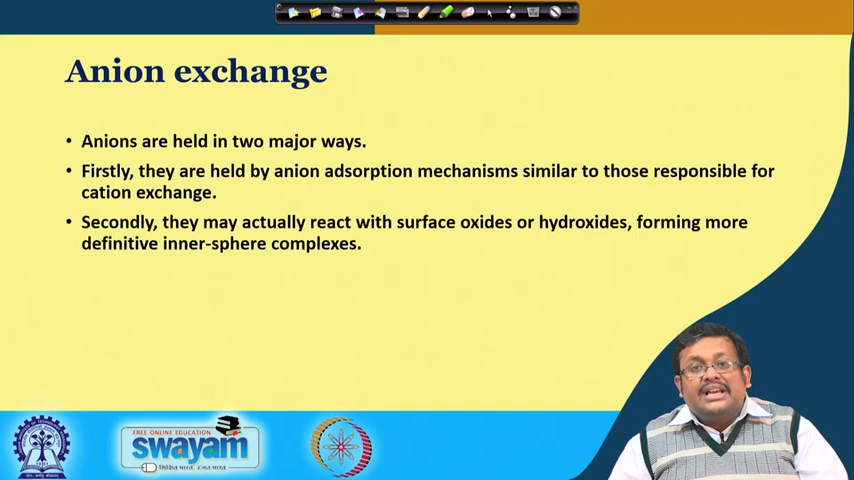 Anion exchange
• Anions are held in two major ways.
• Firstly, they are held by anion adsorption mechanisms similar to those responsible for
cation exchange.
• Secondly, they may actually react with surface oxides or hydroxides, forming more
definitive inner-sphere complexes.
FREE ONLINE EDUCATION
swayam